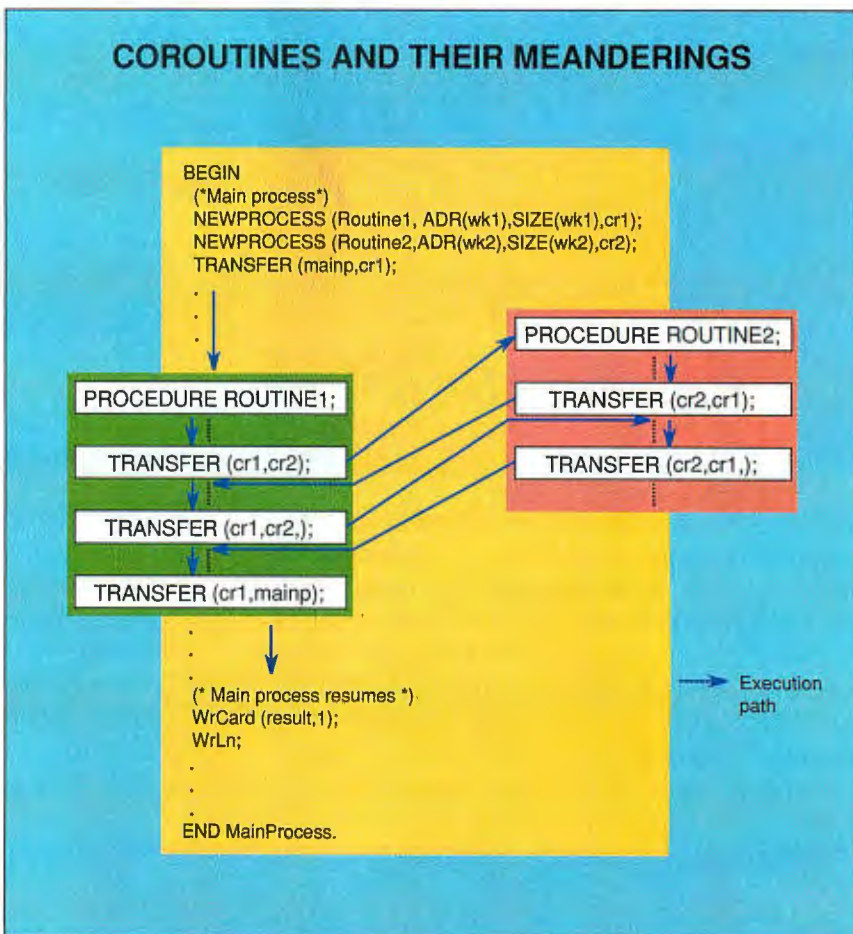 COROUTINES AND THEIR MEANDERINGS
BEGIN
(*Main process*)
NEWPROCESS (Routine1, ADR(wk1),SIZE(wk1),cr1);
NEWPROCESS (Routine2,ADR(wk2),SIZE(wk2),cr2);
TRANSFER (mainp,cr1);
.
.
.
PROCEDURE ROUTINE1;
TRANSFER (cr1,cr2);
TRANSFER (cr1,cr2,);
TRANSFER (cr1,mainp);
PROCEDURE ROUTINE2;
TRANSFER (cr2,cr1);
TRANSFER (cr2,cr1,);
.
.
.
(* Main process resumes *)
WrCard (result,1);
WrLn;
.
.
.
END MainProcess.
Execution
path